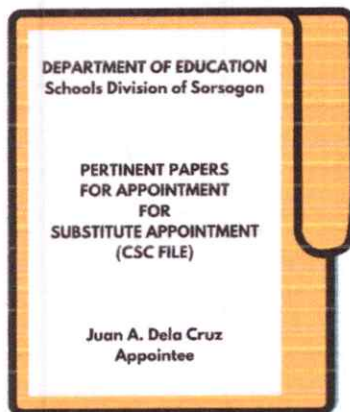 DEPARTMENT OF EDUCATION
Schools Division of Sorsogon
PERTINENT PAPERS
FOR APPOINTMENT
FOR
SUBSTITUTE APPOINTMENT
(CSC FILE)
Juan A. Dela Cruz
Appointee